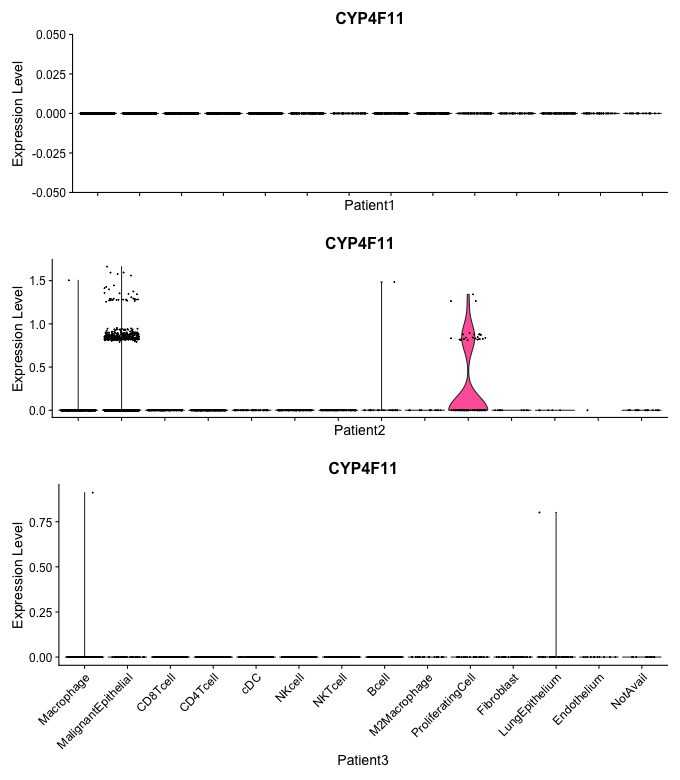 CYP4F11
Expression Level
0.050
0.025
0.000
-0.025
-0.050
Patient1
CYP4F11
Expression Level
1.5
1.0
0.5
0.0
Patient2
CYP4F11
Expression Level
0.75
0.50
0.25
0.00
Macrophage
MalignantEpithelial
CD8Tcell
CD4Tcell
cDC
NKcell
NKTcell
Bcell
M2Macrophage
ProliferatingCell
Fibroblast
LungEpithelium
Endothelium
NotAvail
Patient3